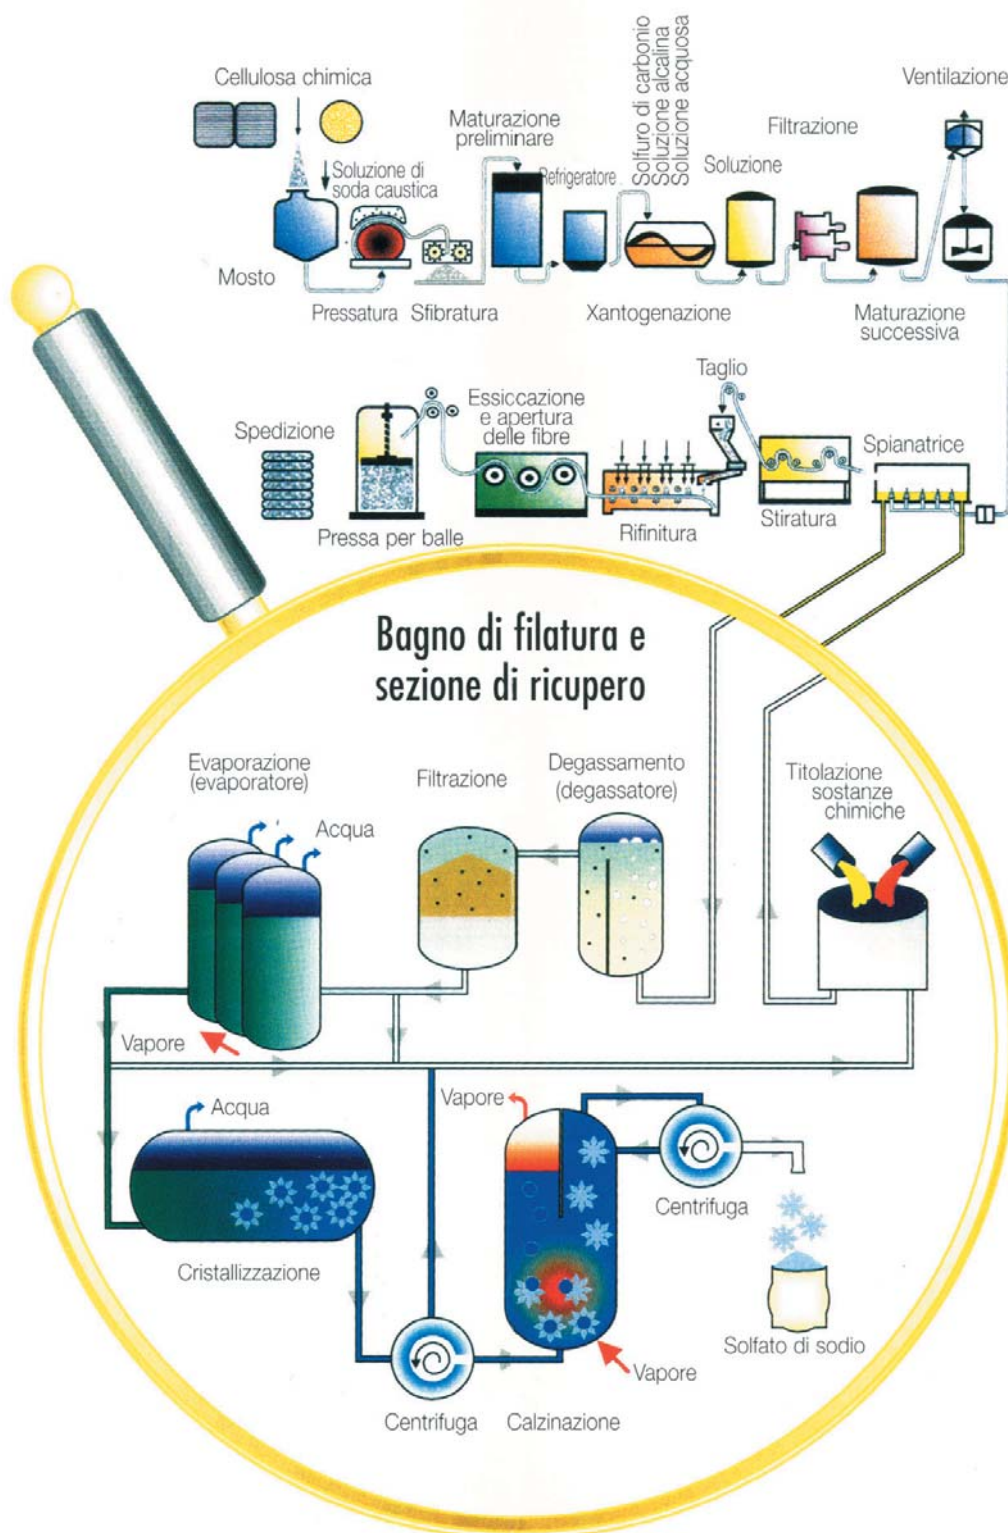 Cellulosa chimica
Soluzione di
soda caustica
Mosto
Pressatura
Sfibratura
Maturazione
preliminare
Refrigeratore
Solfuro di carbonio
Soluzione alcalina
Soluzione acquosa
Xantogenazione
Soluzione
Filtrazione
Maturazione
successiva
Ventilazione
Spedizione
Pressa per balle
Essiccazione
e apertura
delle fibre
Rifinitura
Taglio
Stiratura
Spianatrice
Bagno di filatura e
sezione di ricupero
Evaporazione
(evaporatore)
Acqua
Filtrazione
Degassamento
(degassatore)
Titolazione
sostanze
chimiche
Vapore
Acqua
Cristallizzazione
Vapore
Centrifuga
Solfato di sodio
Vapore
Centrifuga
Calzinazione